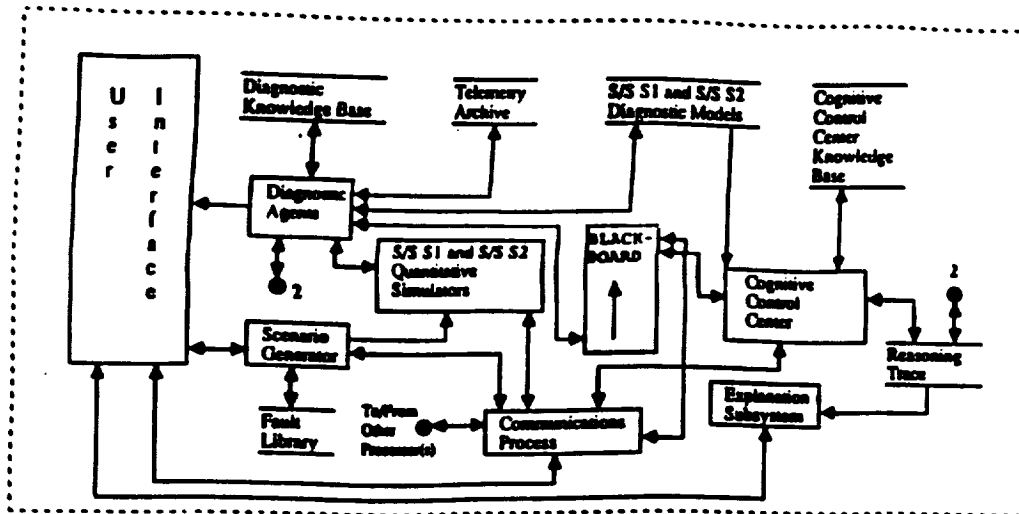 User
Interface
Diagnostic
Knowledge Base
Telemetry
Archive
S/S S1 and S/S S2
Diagnostic Models
Cognitive
Control
Center
Knowledge
Base
Diagnostic
Agents
2
S/S S1 and S/S S2
Quantitative
Simulators
BLACK-
BOARD
Cognitive
Control
Center
2
Scenario
Generator
Reasoning
Trace
Explanation
Subsystem
Fault
Library
To/From
Other
Processor(s)
Communications
Process